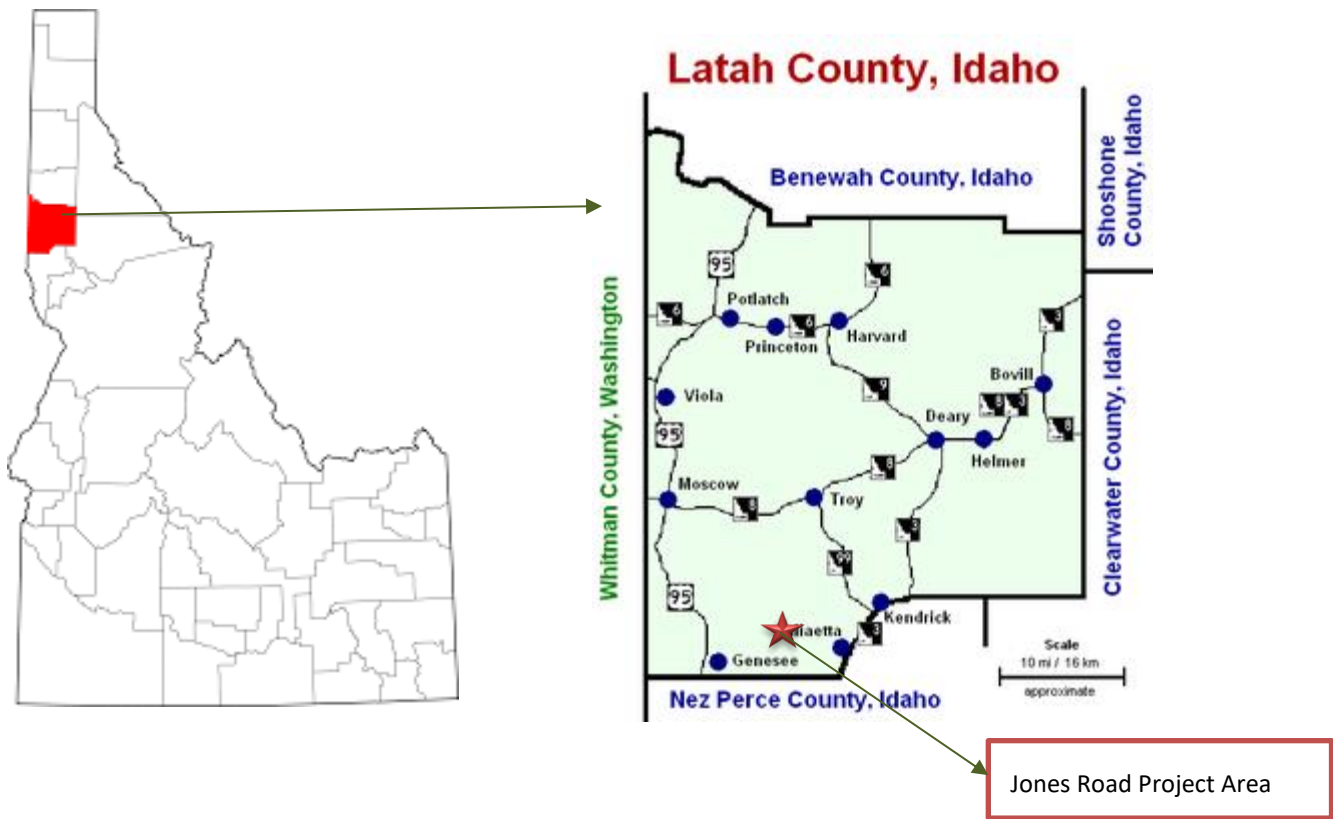 Latah County, Idaho
Benewah County, Idaho
Shoshone
County, Idaho
Whitman County, Washington
Clearwater County, Idaho
95
Potlatch
6
6
6
Princeton
Harvard
Bovill
3
Viola
9
8
3
95
Deary
8
Helmer
8
Moscow
8
Troy
3
99
95
Kendrick
iaetta
3
Genesee
Scale
10 mi / 16 km
approximate
Nez Perce County, Idaho
Jones Road Project Area